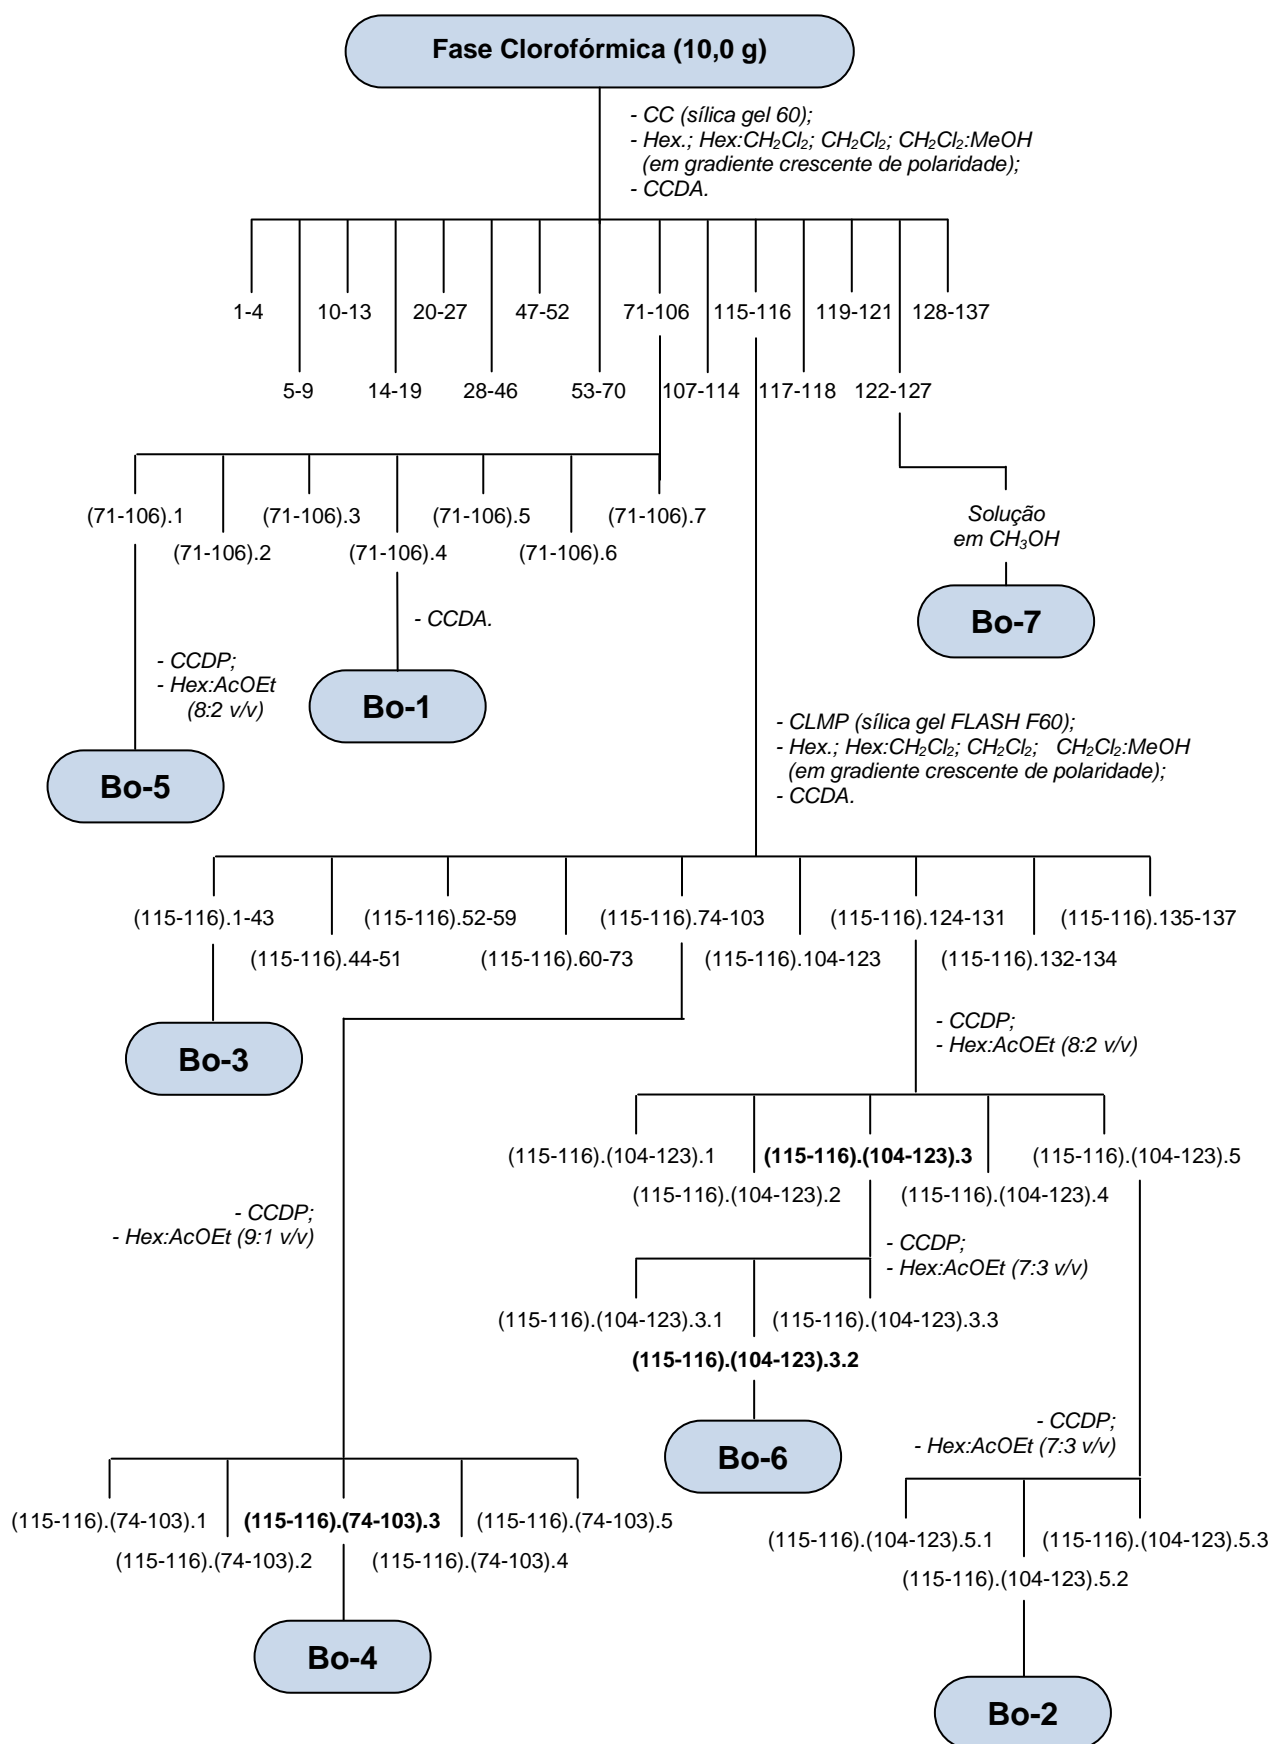 Fase Clorofórmica (10,0 g)
- CC (sílica gel 60);
- Hex.; Hex:CH₂Cl₂; CH₂Cl₂; CH₂Cl₂:MeOH
(em gradiente crescente de polaridade);
- CCDA.
1-4 10-13 20-27 47-52 71-106 115-116 119-121 128-137
5-9 14-19 28-46 53-70 107-114 117-118 122-127
(71-106).1 (71-106).3 (71-106).5 (71-106).7
(71-106).2 (71-106).4 (71-106).6
Solução
em CH₃OH
Bo-7
- CCDA.
- CCDP;
- Hex:AcOEt
(8:2 v/v)
Bo-1
Bo-5
- CLMP (sílica gel FLASH F60);
- Hex.; Hex:CH₂Cl₂; CH₂Cl₂; CH₂Cl₂:MeOH
(em gradiente crescente de polaridade);
- CCDA.
(115-116).1-43 (115-116).52-59 (115-116).74-103 (115-116).124-131 (115-116).135-137
(115-116).44-51 (115-116).60-73 (115-116).104-123 (115-116).132-134
Bo-3
- CCDP;
- Hex:AcOEt (8:2 v/v)
(115-116).(104-123).1 (115-116).(104-123).3 (115-116).(104-123).5
(115-116).(104-123).2 (115-116).(104-123).4
- CCDP;
- Hex:AcOEt (9:1 v/v)
- CCDP;
- Hex:AcOEt (7:3 v/v)
(115-116).(104-123).3.1 (115-116).(104-123).3.3
(115-116).(104-123).3.2
Bo-6
- CCDP;
- Hex:AcOEt (7:3 v/v)
(115-116).(74-103).1 (115-116).(74-103).3 (115-116).(74-103).5
(115-116).(74-103).2 (115-116).(74-103).4
(115-116).(104-123).5.1 (115-116).(104-123).5.3
(115-116).(104-123).5.2
Bo-4
Bo-2